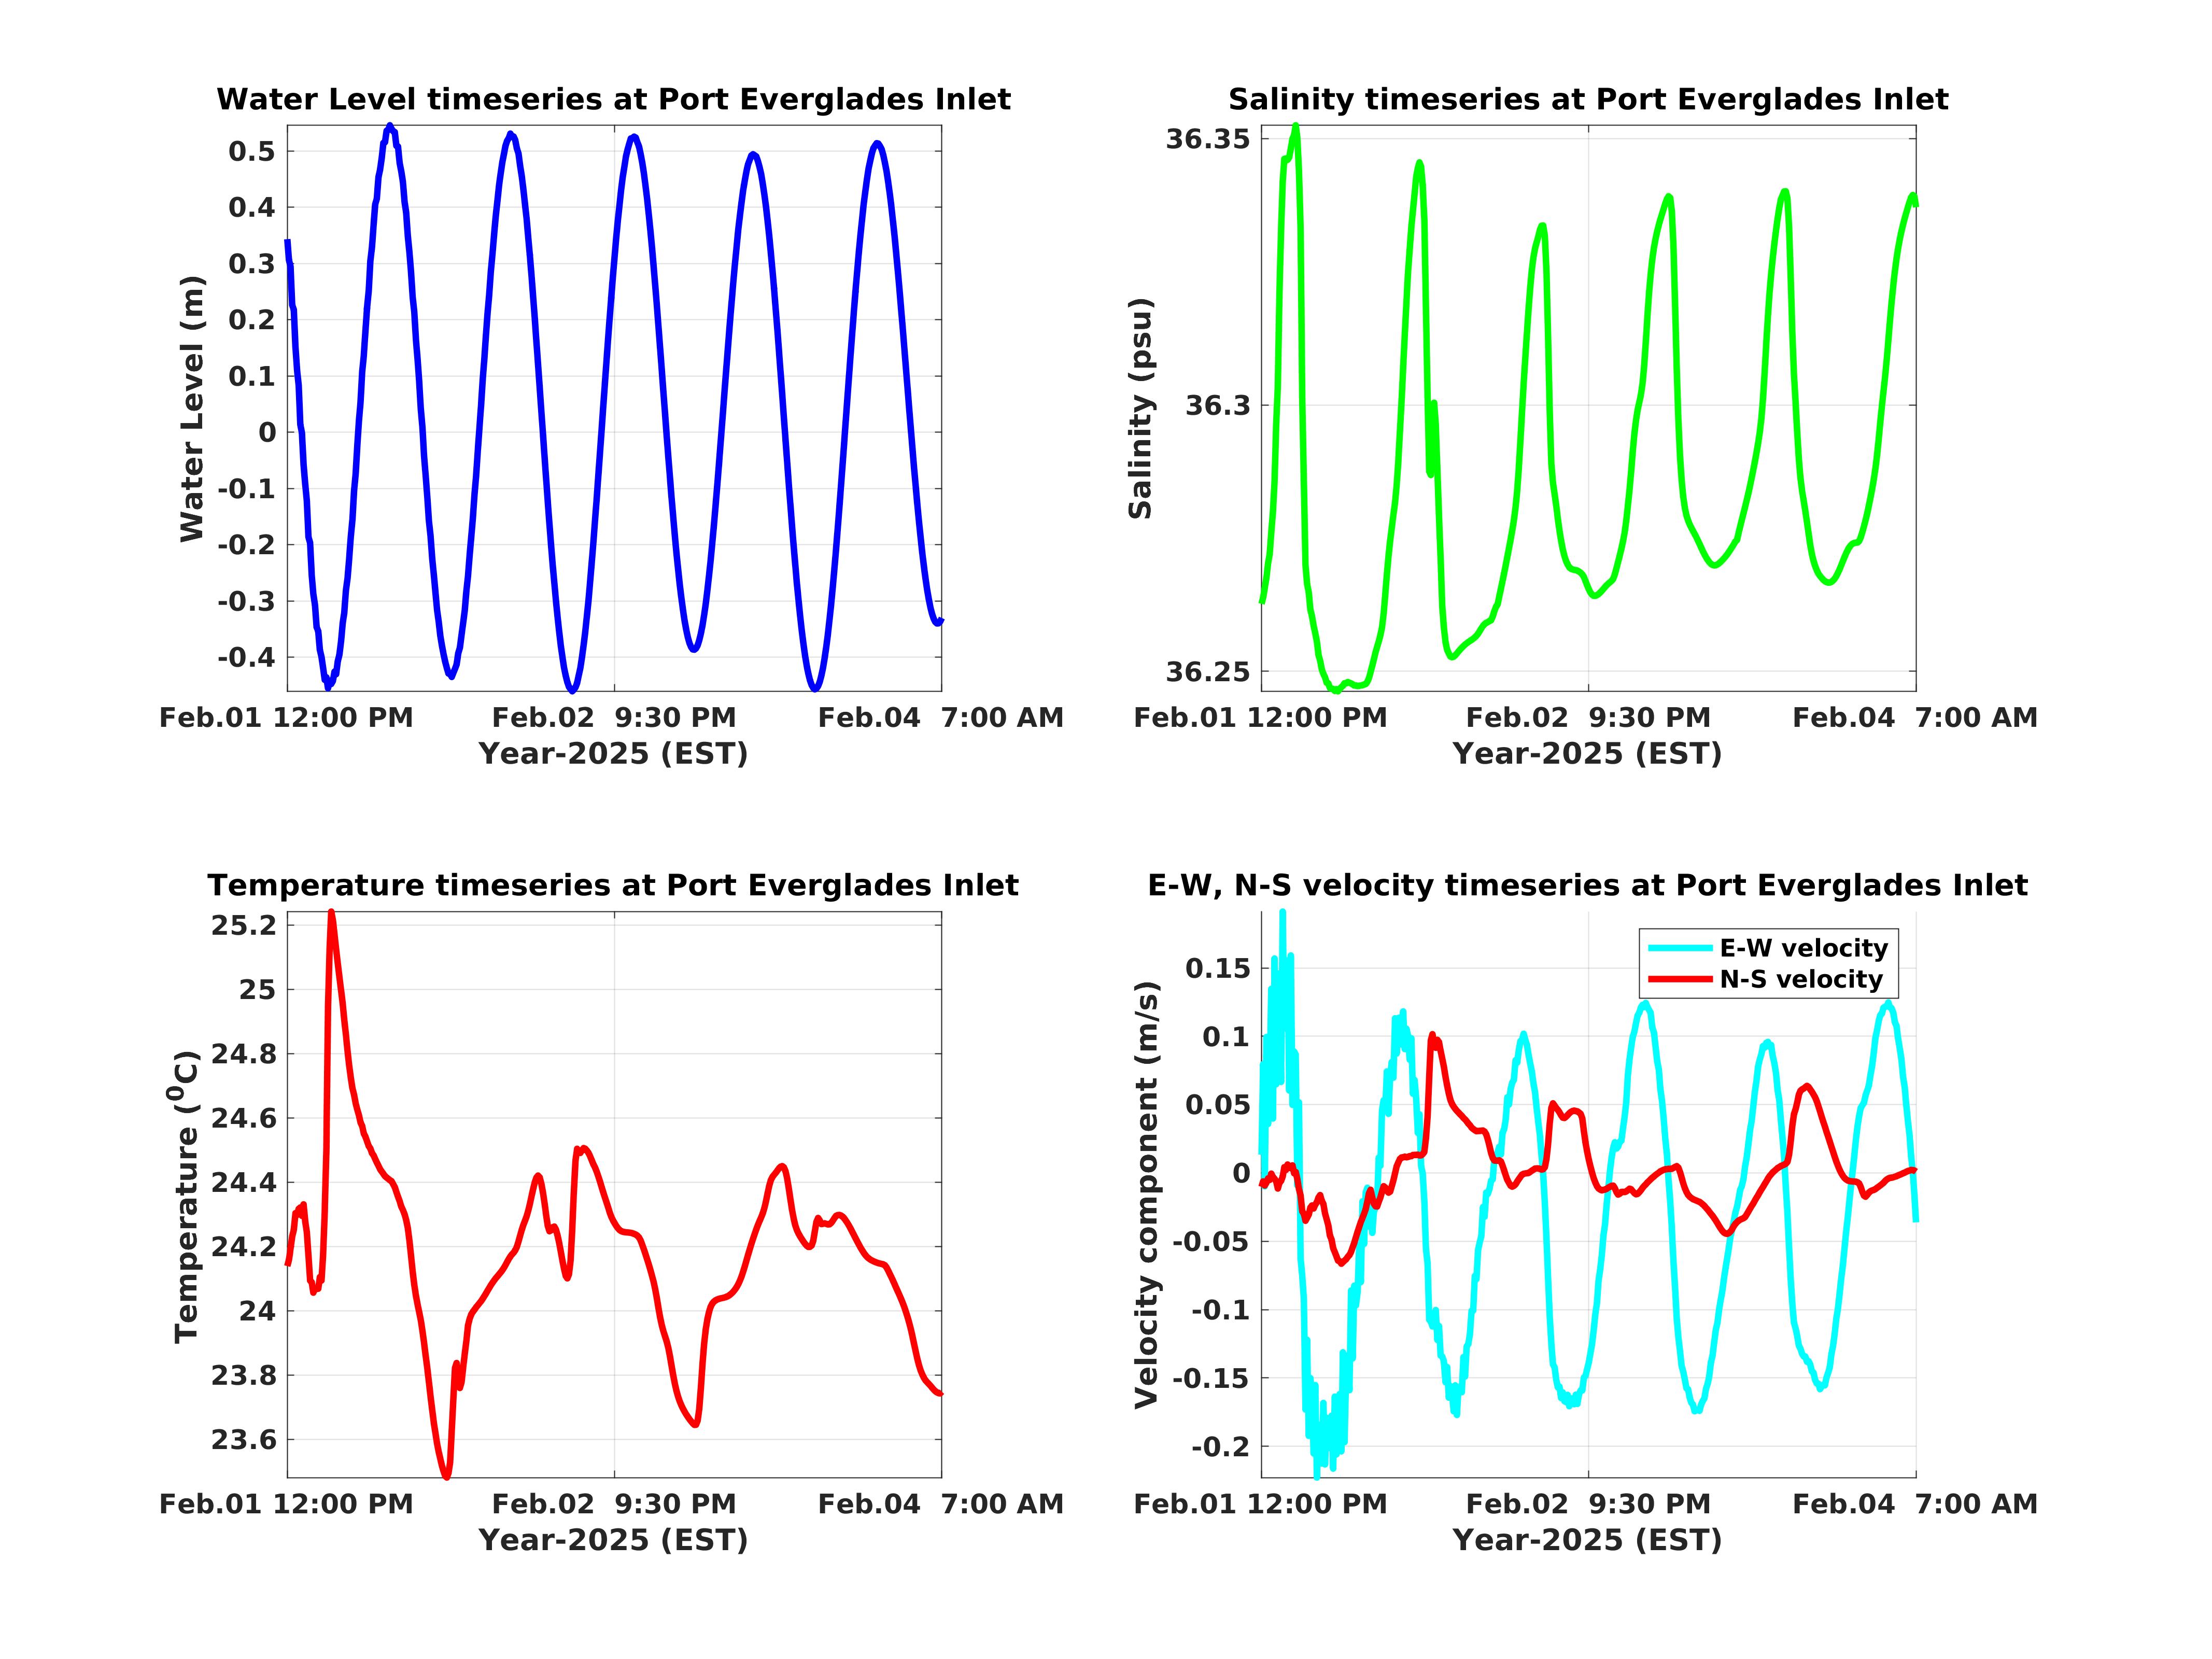 Water Level timeseries at Port Everglades Inlet
Water Level (m)
0.5
0.4
0.3
0.2
0.1
0
-0.1
-0.2
-0.3
-0.4
Feb.01 12:00 PM Feb.02 9:30 PM Feb.04 7:00 AM
Year-2025 (EST)
Salinity timeseries at Port Everglades Inlet
Salinity (psu)
36.35
36.3
36.25
Feb.01 12:00 PM Feb.02 9:30 PM Feb.04 7:00 AM
Year-2025 (EST)
Temperature timeseries at Port Everglades Inlet
Temperature (⁰C)
25.2
25
24.8
24.6
24.4
24.2
24
23.8
23.6
Feb.01 12:00 PM Feb.02 9:30 PM Feb.04 7:00 AM
Year-2025 (EST)
E-W, N-S velocity timeseries at Port Everglades Inlet
Velocity component (m/s)
E-W velocity
N-S velocity
0.15
0.1
0.05
0
-0.05
-0.1
-0.15
-0.2
Feb.01 12:00 PM Feb.02 9:30 PM Feb.04 7:00 AM
Year-2025 (EST)